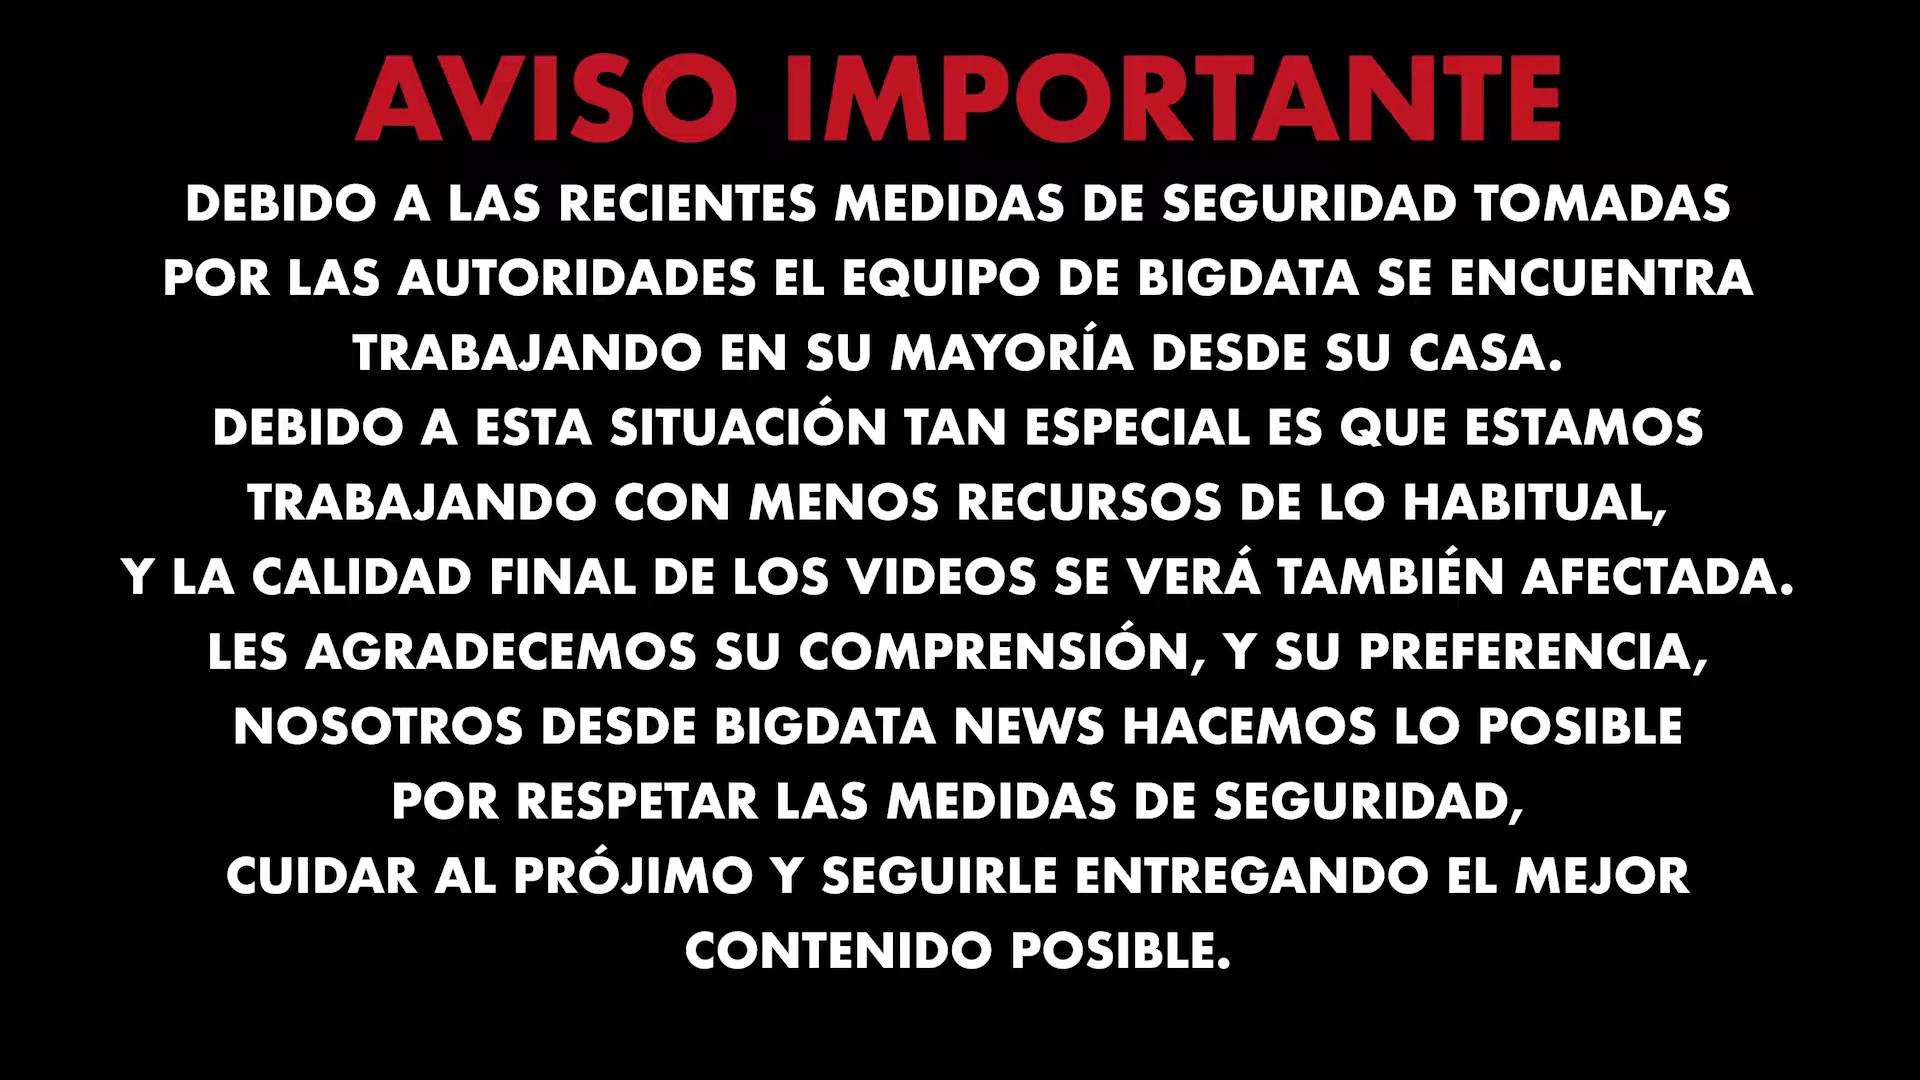 AVISO IMPORTANTE
DEBIDO A LAS RECIENTES MEDIDAS DE SEGURIDAD TOMADAS
POR LAS AUTORIDADES EL EQUIPO DE BIGDATA SE ENCUENTRA
TRABAJANDO EN SU MAYORÍA DESDE SU CASA.
DEBIDO A ESTA SITUACIÓN TAN ESPECIAL ES QUE ESTAMOS
TRABAJANDO CON MENOS RECURSOS DE LO HABITUAL,
Y LA CALIDAD FINAL DE LOS VIDEOS SE VERÁ TAMBIÉN AFECTADA.
LES AGRADECEMOS SU COMPRENSIÓN, Y SU PREFERENCIA,
NOSOTROS DESDE BIGDATA NEWS HACEMOS LO POSIBLE
POR RESPETAR LAS MEDIDAS DE SEGURIDAD,
CUIDAR AL PRÓJIMO Y SEGUIRLE ENTREGANDO EL MEJOR
CONTENIDO POSIBLE.